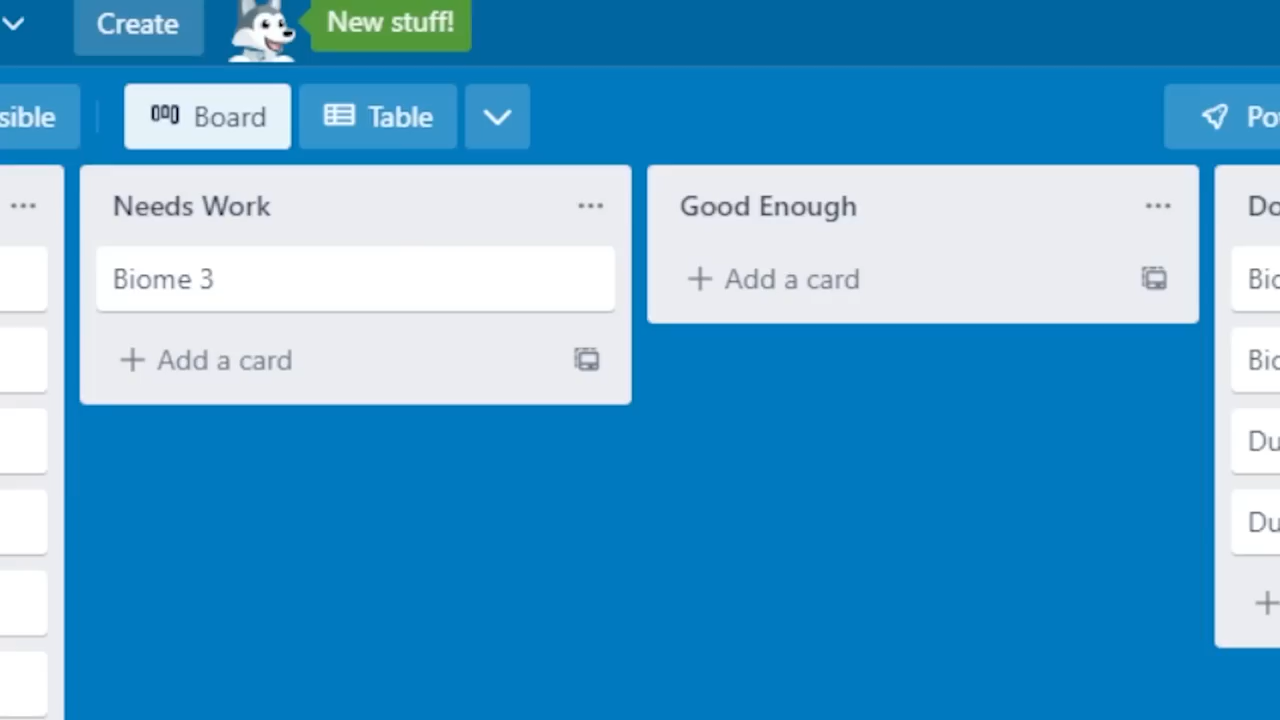 Create
New stuff!
Board
Table
Needs Work
Good Enough
Biome 3
Add a card
Add a card